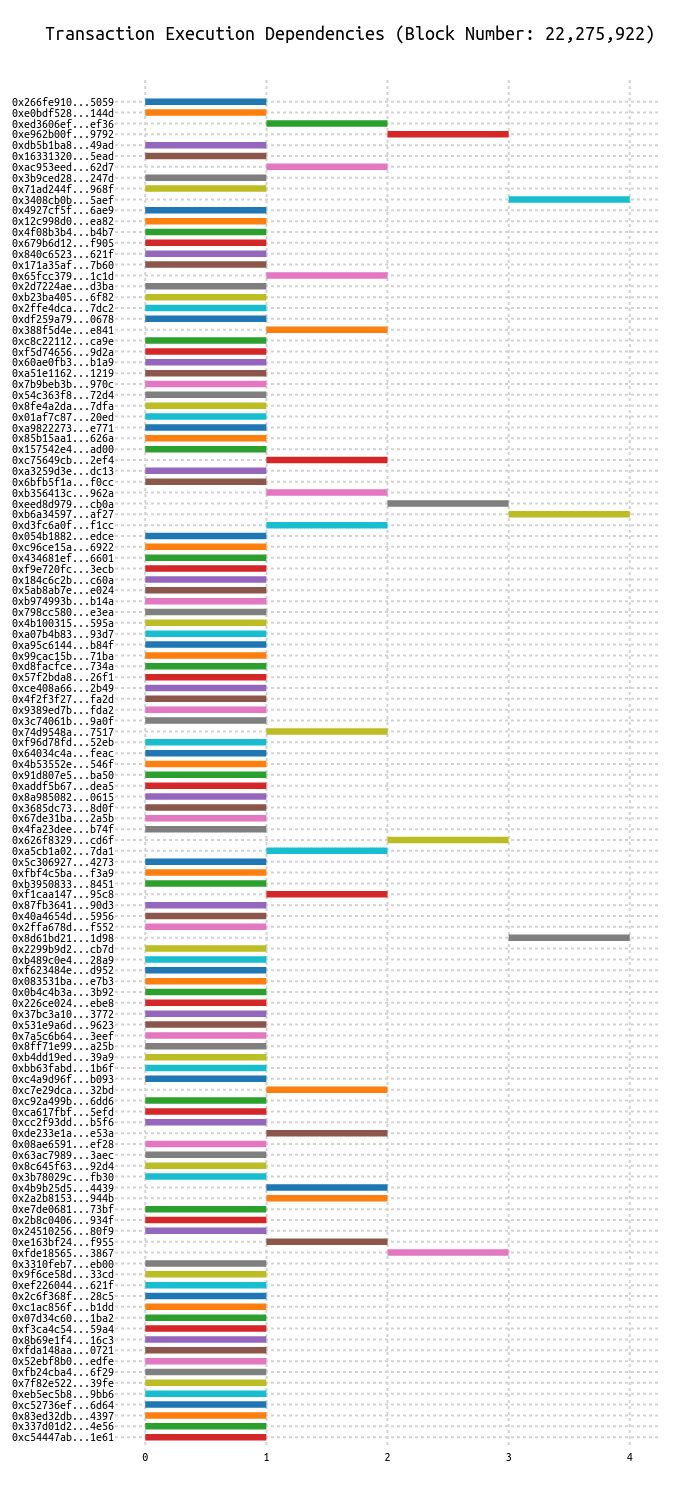 Transaction Execution Dependencies (Block Number: 22,275,922)
0x266fe910...5059
0xe0bdf528...144d
0xed3606ef...ef36
0xe962b00f...9792
0xdb5b1ba8...49ad
0x16331320...5ead
0xac953eed...62d7
0x3b9ced28...247d
0x71ad244f...968f
0x3408cb0b...5aef
0x4927cf5f...6ae9
0x12c998d0...ea82
0x4f08b3b4...b4b7
0x679b6d12...f905
0x840c6523...621f
0x171a35af...7b60
0x65fcc379...1c1d
0x2d7224ae...d3ba
0xb23ba405...6f82
0x2ffe4dca...7dc2
0xdf259a79...0678
0x388f5d4e...e841
0xc8c22112...ca9e
0xf5d74656...9d2a
0x60ae0fb3...b1a9
0xa51e1162...1219
0x7b9beb3b...970c
0x54c363f8...72d4
0x8fe4a2da...7dfa
0x01af7c87...20ed
0xa9822273...e771
0x85b15aa1...626a
0x157542e4...ad00
0xc75649cb...2ef4
0xa3259d3e...dc13
0x6bfb5f1a...f0cc
0xb356413c...962a
0xeed8d979...cb0a
0xb6a34597...af27
0xd3fc6a0f...f1cc
0x054b1882...edce
0xc96ce15a...6922
0x434681ef...6601
0xf9e720fc...3ecb
0x184c6c2b...c60a
0x5ab8ab7e...e024
0xb974993b...b14a
0x798cc580...e3ea
0x4b100315...595a
0xa07b4b83...93d7
0xa95c6144...b84f
0x99cac15b...71ba
0xd8facfce...734a
0x57f2bda8...26f1
0xce408a66...2b49
0x4f2f3f27...fa2d
0x9389ed7b...fda2
0x3c74061b...9a0f
0x74d9548a...7517
0xf96d78fd...52eb
0x64034c4a...feac
0x4b53552e...546f
0x91d807e5...ba50
0xaddf5b67...dea5
0x8a985082...0615
0x3685dc73...8d0f
0x67de31ba...2a5b
0x4fa23dee...b74f
0x626f8329...cd6f
0xa5cb1a02...7da1
0x5c306927...4273
0xfbf4c5ba...f3a9
0xb3950833...8451
0xf1caa147...95c8
0x87fb3641...90d3
0x40a4654d...5956
0x2ffa678d...f552
0x8d61bd21...1d98
0x2299b9d2...cb7d
0xb489c0e4...28a9
0xf623484e...d952
0x083531ba...e7b3
0x0b4c4b3a...3b92
0x226ce024...ebe8
0x37bc3a10...3772
0x531e9a6d...9623
0x7a5c6b64...3eef
0x8ff71e99...a25b
0xb4dd19ed...39a9
0xbb63fabd...1b6f
0xc4a9d96f...b093
0xc7e29dca...32bd
0xc92a499b...6dd6
0xca617fbf...5efd
0xcc2f93dd...b5f6
0xde233e1a...e53a
0x08ae6591...ef28
0x63ac7989...3aec
0x8c645f63...92d4
0x3b78029c...fb30
0x4b9b25d5...4439
0x2a2b8153...944b
0xe7de0681...73bf
0x2b8c0406...934f
0x24510256...80f9
0xe163bf24...f955
0xfde18565...3867
0x3310feb7...eb00
0x9f6ce58d...33cd
0xef226044...621f
0x2c6f368f...28c5
0xc1ac856f...b1dd
0x07d34c60...1ba2
0xf3ca4c54...59a4
0x8b69e1f4...16c3
0xfda148aa...0721
0x52ebf8b0...edfe
0xfb24cba4...6f29
0x7f82e522...39fe
0xeb5ec5b8...9bb6
0xc52736ef...6d64
0x83ed32db...4397
0x337d01d2...4e56
0xc54447ab...1e61
0 1 2 3 4